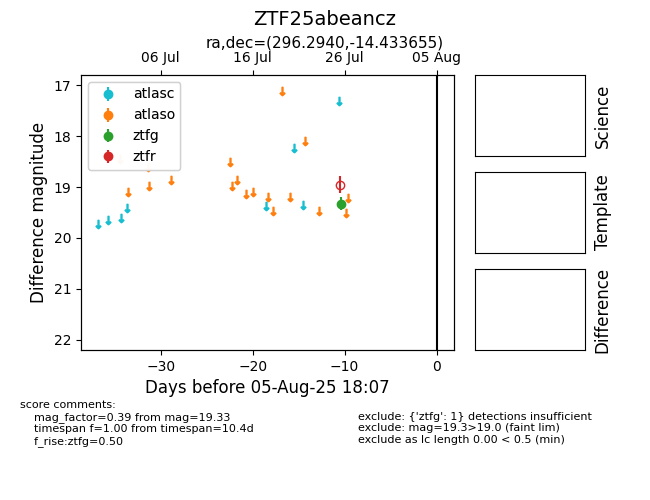 ZTF25abeancz
ra,dec=(296.2940,-14.433655)
06 Jul 16 Jul 26 Jul 05 Aug
17
18
19
20
21
22
Difference magnitude
atlasc
atlaso
ztfg
ztfr
−30 −20 −10 0
Days before 05-Aug-25 18:07
Science
Template
Difference
score comments:
mag_factor=0.39 from mag=19.33
timespan f=1.00 from timespan=10.4d
f_rise:ztfg=0.50
exclude: {'ztfg': 1} detections insufficient
exclude: mag=19.3>19.0 (faint lim)
exclude as lc length 0.00 < 0.5 (min)